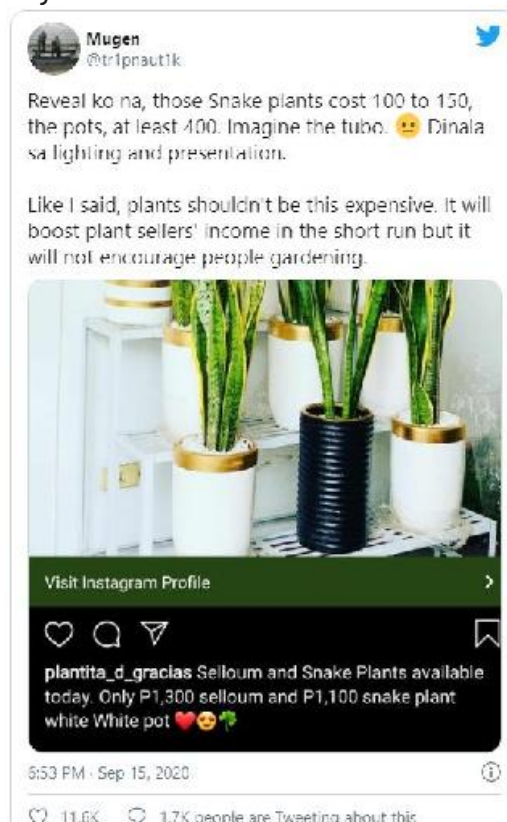 Mugen
@tr1pnaut1k
Reveal ko na, those Snake plants cost 100 to 150,
the pots, at least 400. Imagine the tubo. 😐 Dinala
sa lighting and presentation.
Like I said, plants shouldn't be this expensive. It will
boost plant sellers' income in the short run but it
will not encourage people gardening.
Visit Instagram Profile
plantita_d_gracias Selloum and Snake Plants available
today. Only P1,300 selloum and P1,100 snake plant
white White pot ❤️😍☘️
6:53 PM · Sep 15, 2020
11.6K 1.7K people are Tweeting about this